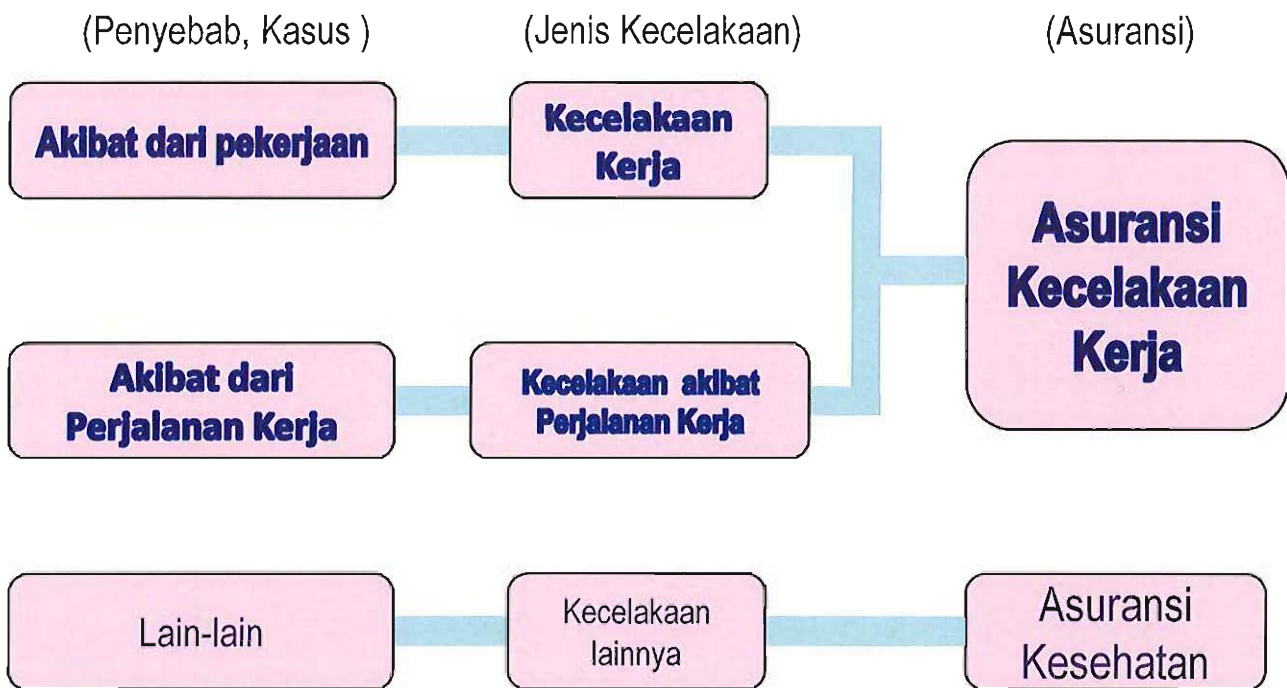 (Penyebab, Kasus )
(Jenis Kecelakaan)
(Asuransi)
Akibat dari pekerjaan
Kecelakaan
Kerja
Asuransi
Kecelakaan
Kerja
Akibat dari
Perjalanan Kerja
Kecelakaan akibat
Perjalanan Kerja
Lain-lain
Kecelakaan
lainnya
Asuransi
Kesehatan